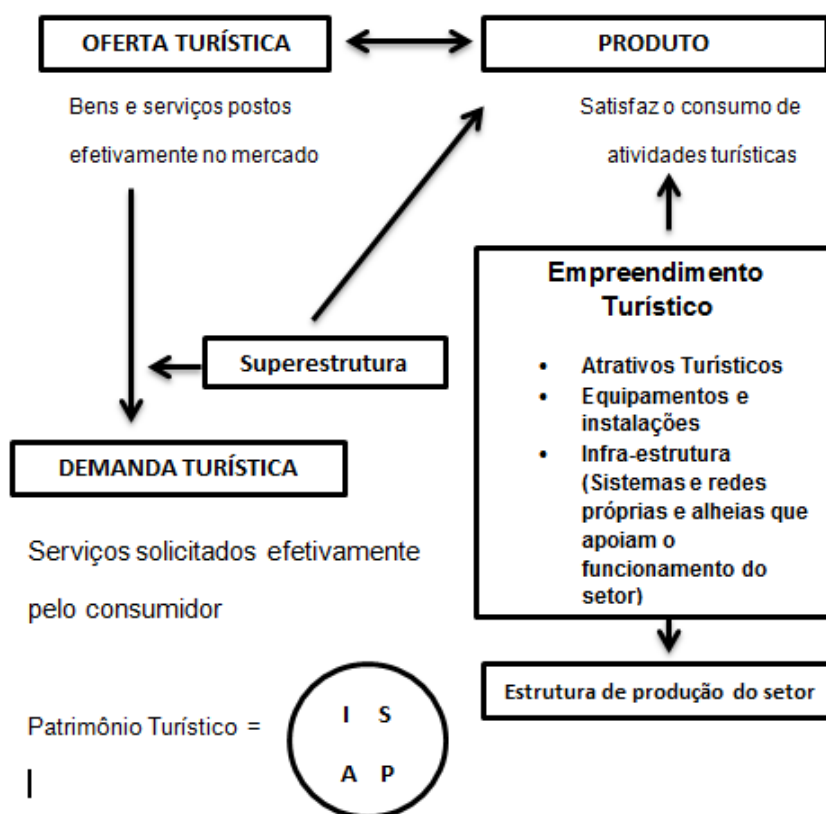 OFERTA TURÍSTICA
PRODUTO
Bens e serviços postos
efetivamente no mercado
Satisfaz o consumo de
atividades turísticas
Empreendimento
Turístico
• Atrativos Turísticos
• Equipamentos e
instalações
• Infra-estrutura
(Sistemas e redes
próprias e alheias que
apoiam o
funcionamento do
setor)
Superestrutura
DEMANDA TURÍSTICA
Serviços solicitados efetivamente
pelo consumidor
Estrutura de produção do setor
Patrimônio Turístico =
I S
A P